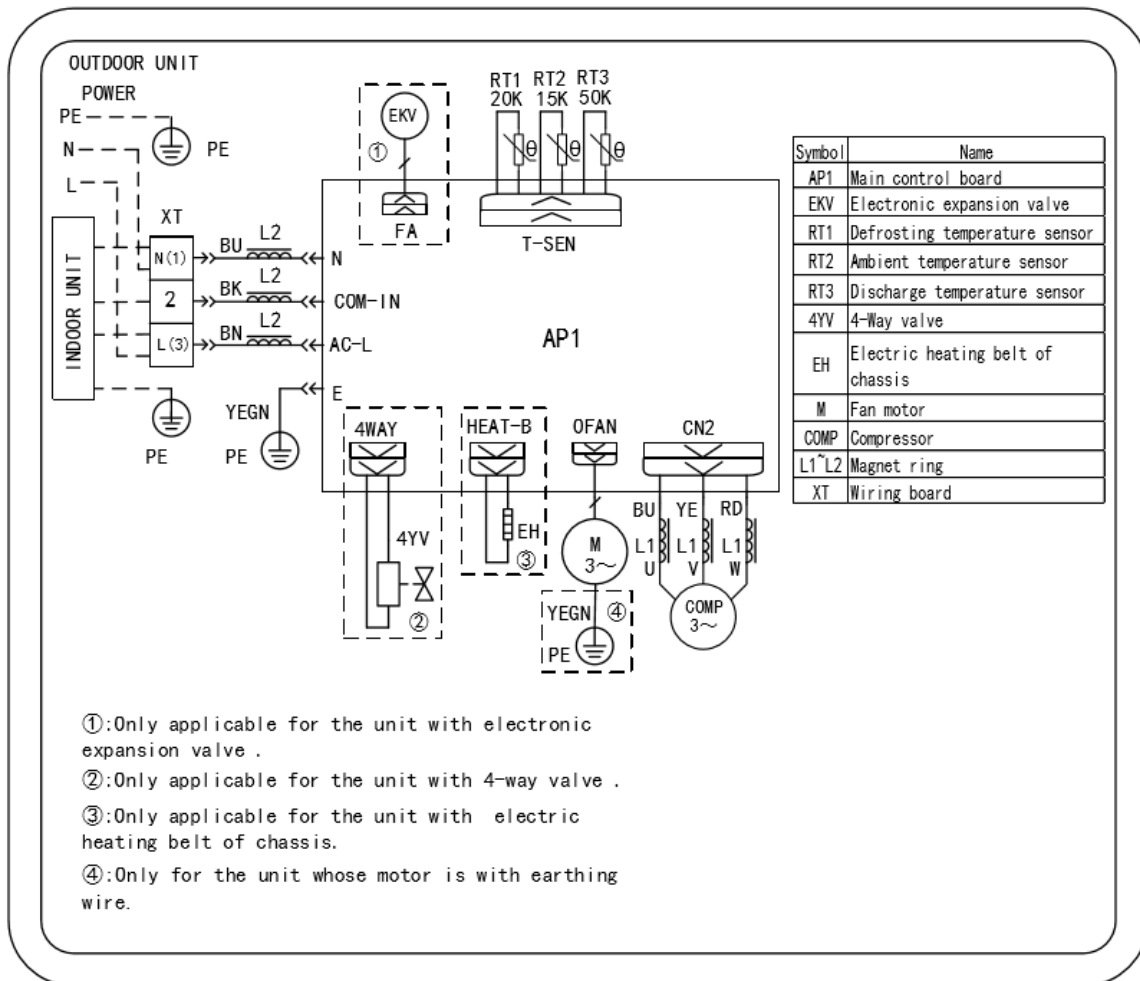 OUTDOOR UNIT
POWER
PE
N
L
PE
INDOOR UNIT
XT
N(1)
2
L(3)
BU L2
BK L2
BN L2
N
COM-IN
AC-L
E
PE
YEGN
PE
EKV
①
FA
RT1 RT2 RT3
20K 15K 50K
θ θ θ
T-SEN
AP1
4WAY
4YV
②
HEAT-B
EH
③
OFAN
M
3~
YEGN ④
PE
CN2
BU YE RD
L1 L1 L1
U V W
COMP
3~
Symbol Name
AP1 Main control board
EKV Electronic expansion valve
RT1 Defrosting temperature sensor
RT2 Ambient temperature sensor
RT3 Discharge temperature sensor
4YV 4-Way valve
EH Electric heating belt of
chassis
M Fan motor
COMP Compressor
L1~L2 Magnet ring
XT Wiring board
①:Only applicable for the unit with electronic
expansion valve .
②:Only applicable for the unit with 4-way valve .
③:Only applicable for the unit with electric
heating belt of chassis.
④:Only for the unit whose motor is with earthing
wire.